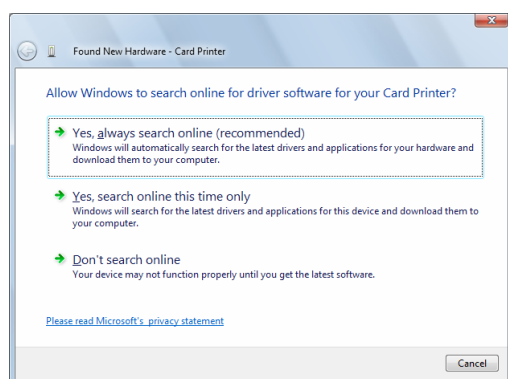 Found New Hardware - Card Printer
Allow Windows to search online for driver software for your Card Printer?
Yes, always search online (recommended)
Windows will automatically search for the latest drivers and applications for your hardware and
download them to your computer.
Yes, search online this time only
Windows will search for the latest drivers and applications for this device and download them to
your computer.
Don't search online
Your device may not function properly until you get the latest software.
Please read Microsoft's privacy statement
Cancel